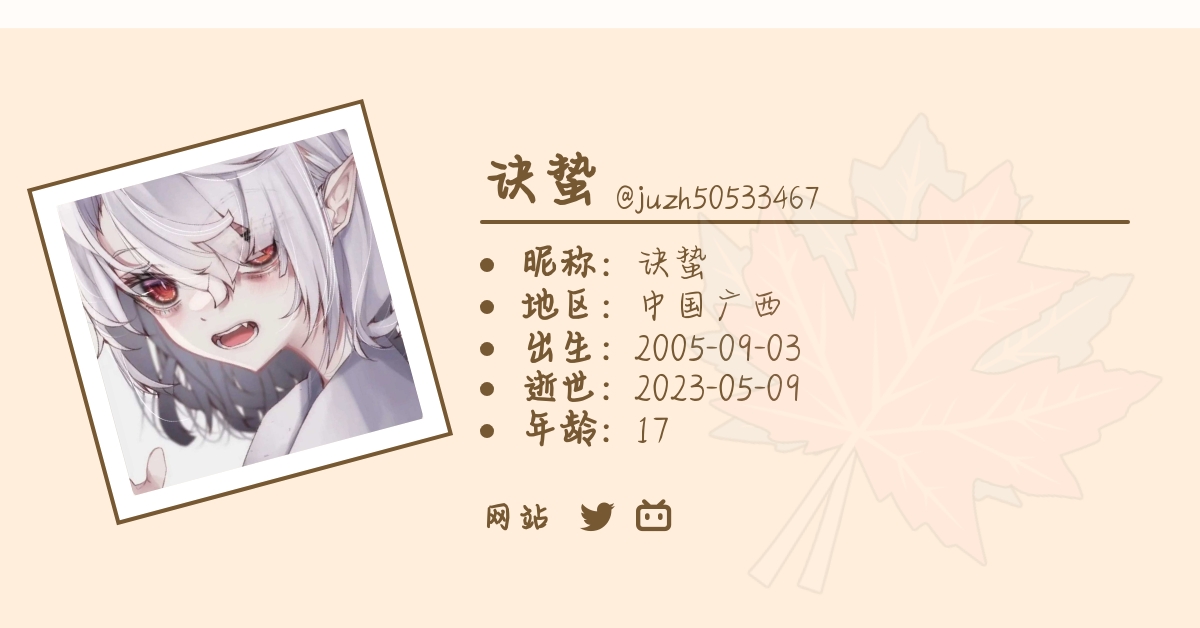 诀蛰 @juzh50533467
昵称：诀蛰
地区：中国广西
出生：2005-09-03
逝世：2023-05-09
年龄：17
网站